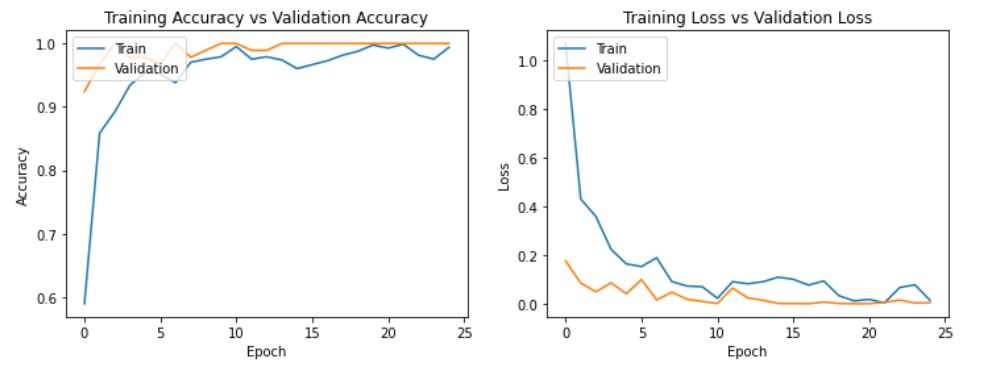 Training Accuracy vs Validation Accuracy
1.0
0.9
0.8
0.7
0.6
Accuracy
Train
Validation
0 5 10 15 20 25
Epoch
Training Loss vs Validation Loss
1.0
0.8
0.6
0.4
0.2
0.0
Loss
Train
Validation
0 5 10 15 20 25
Epoch